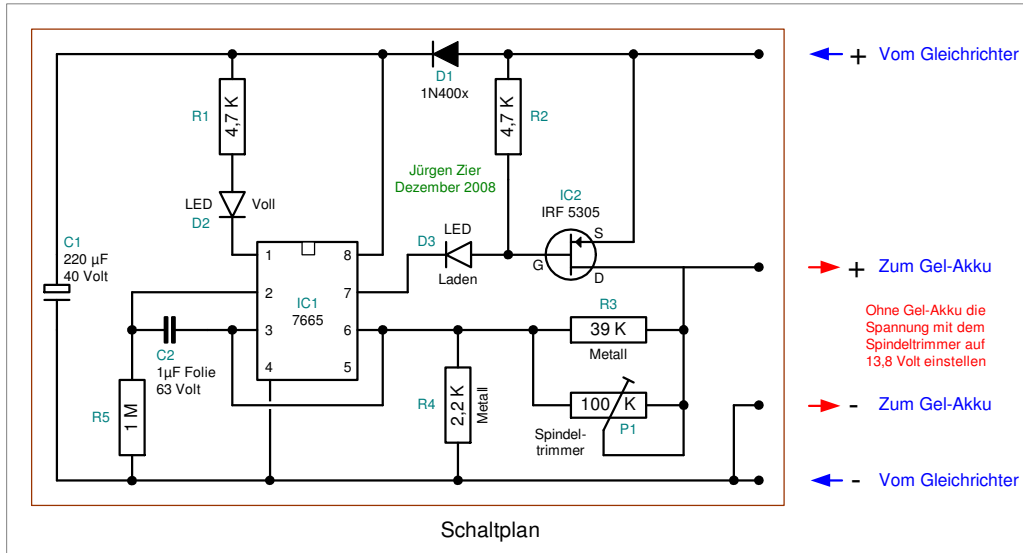 + Vom Gleichrichter
D1
1N400x
R1
4,7 K
4,7 K
R2
Jürgen Zier
Dezember 2008
IC2
IRF 5305
LED
Voll
D2
D3
LED
Laden
S
G
D
C1
220 µF
40 Volt
1
8
2
7
3
6
4
5
IC1
7665
+ Zum Gel-Akku
R3
39 K
Metall
Ohne Gel-Akku die
Spannung mit dem
Spindeltrimmer auf
13,8 Volt einstellen
C2
1µF Folie
63 Volt
R5
1 M
R4
2,2 K
Metall
100 K
P1
Spindel-
trimmer
- Zum Gel-Akku
- Vom Gleichrichter
Schaltplan